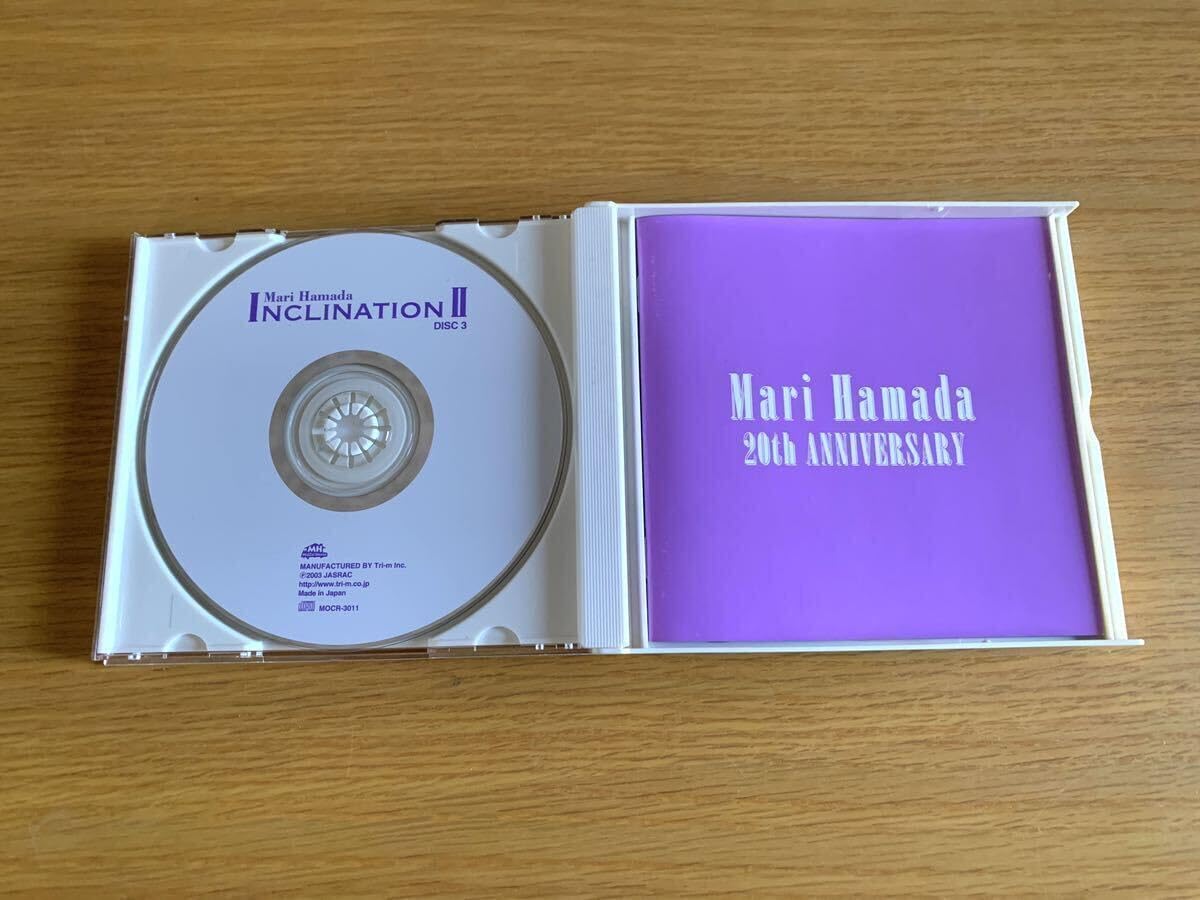 Mari Hamada
INCLINATION II
DISC 3
MH
MANUFACTURED BY Tri-m Inc.
℗2003 JASRAC
http://www.tri-m.co.jp
Made in Japan
MOCR-3011
Mari Hamada
20th ANNIVERSARY